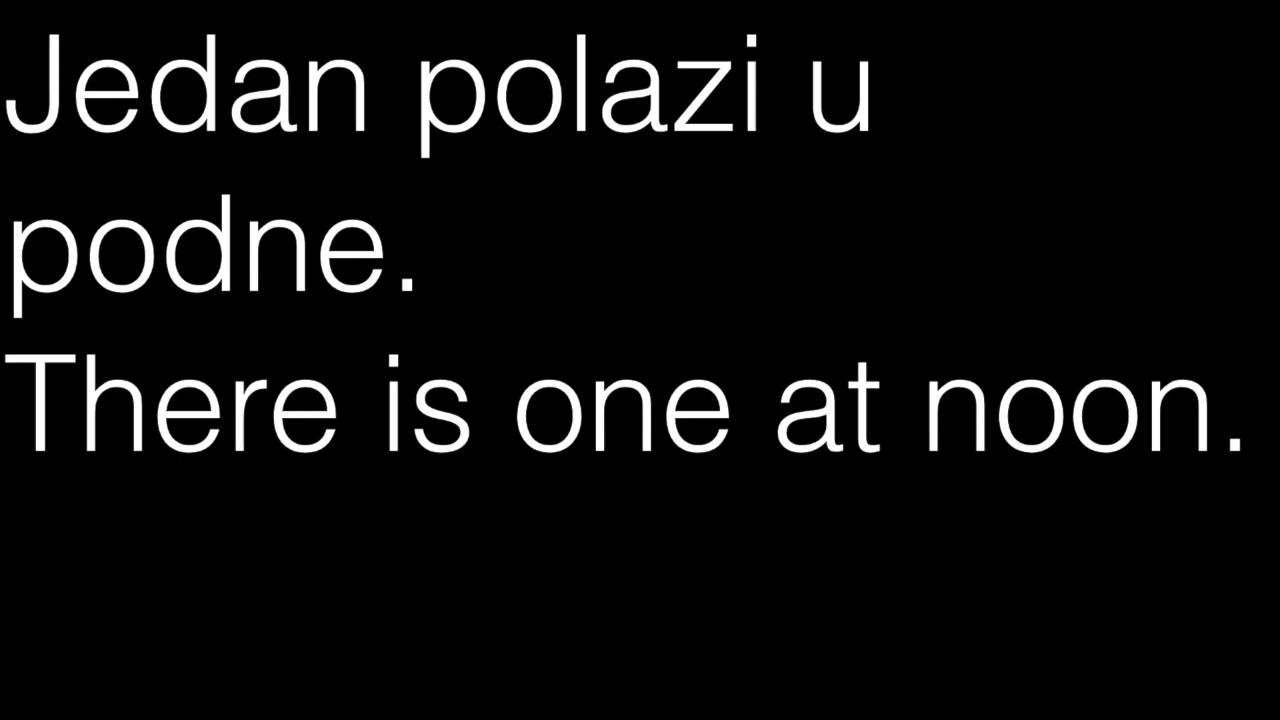 Jedan polazi u
podne.
There is one at noon.